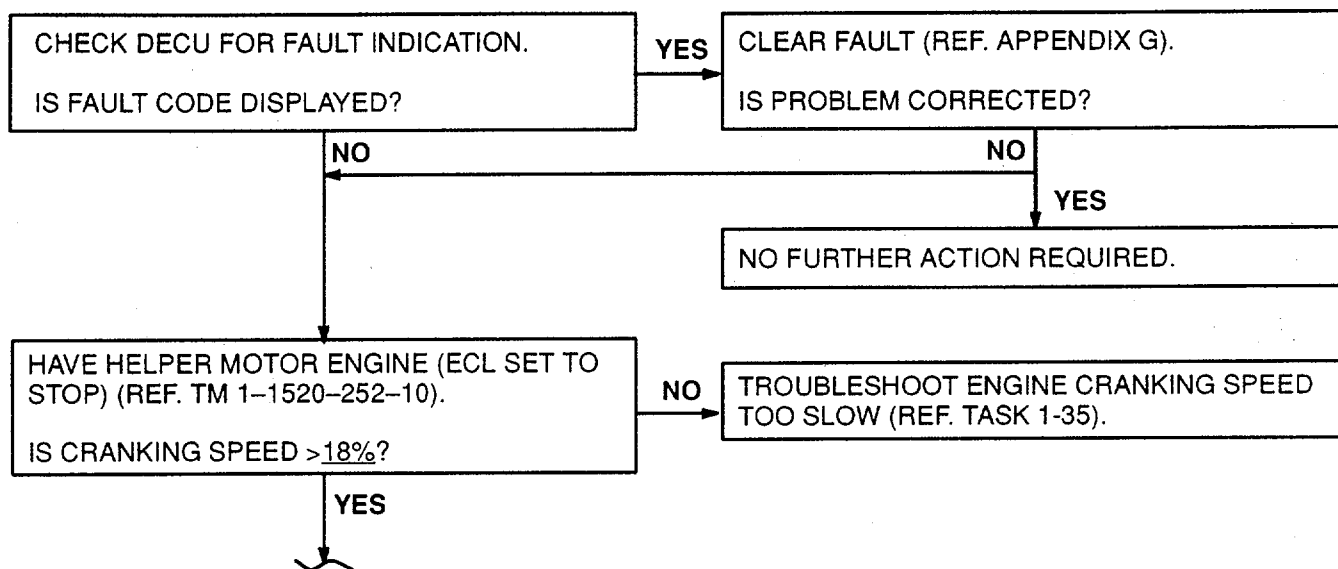 CHECK DECU FOR FAULT INDICATION.
IS FAULT CODE DISPLAYED?
YES
CLEAR FAULT (REF. APPENDIX G).
IS PROBLEM CORRECTED?
NO
NO
YES
NO FURTHER ACTION REQUIRED.
HAVE HELPER MOTOR ENGINE (ECL SET TO
STOP) (REF. TM 1–1520–252–10).
IS CRANKING SPEED >18%?
NO
TROUBLESHOOT ENGINE CRANKING SPEED
TOO SLOW (REF. TASK 1-35).
YES